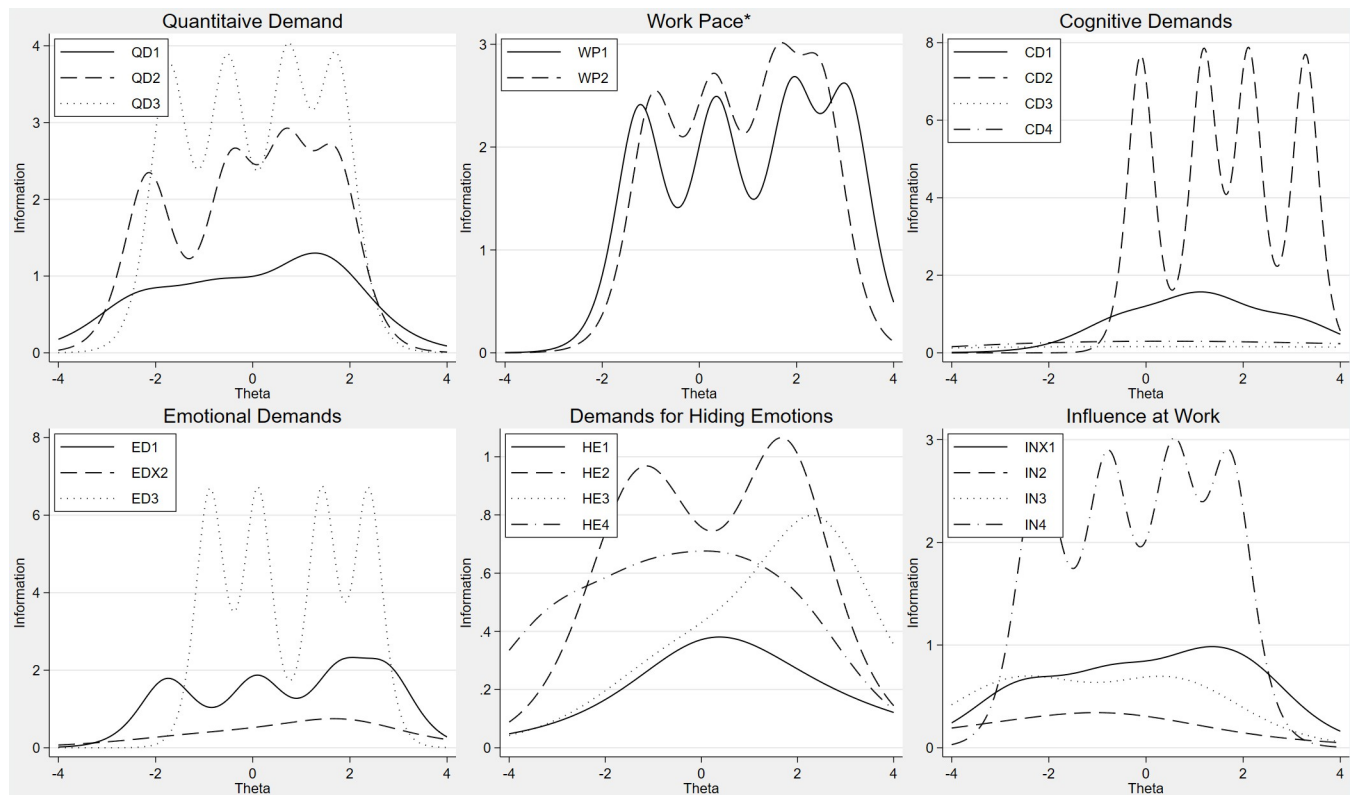 Quantitaive Demand
QD1
QD2
QD3
Information
0
1
2
3
4
-4
-2
0
2
4
Theta
Work Pace*
WP1
WP2
Information
0
1
2
3
-4
-2
0
2
4
Theta
Cognitive Demands
CD1
CD2
CD3
CD4
Information
0
2
4
6
8
-4
-2
0
2
4
Theta
Emotional Demands
ED1
EDX2
ED3
Information
0
2
4
6
8
-4
-2
0
2
4
Theta
Demands for Hiding Emotions
HE1
HE2
HE3
HE4
Information
0
.2
.4
.6
.8
1
-4
-2
0
2
4
Theta
Influence at Work
INX1
IN2
IN3
IN4
Information
0
1
2
3
-4
-2
0
2
4
Theta